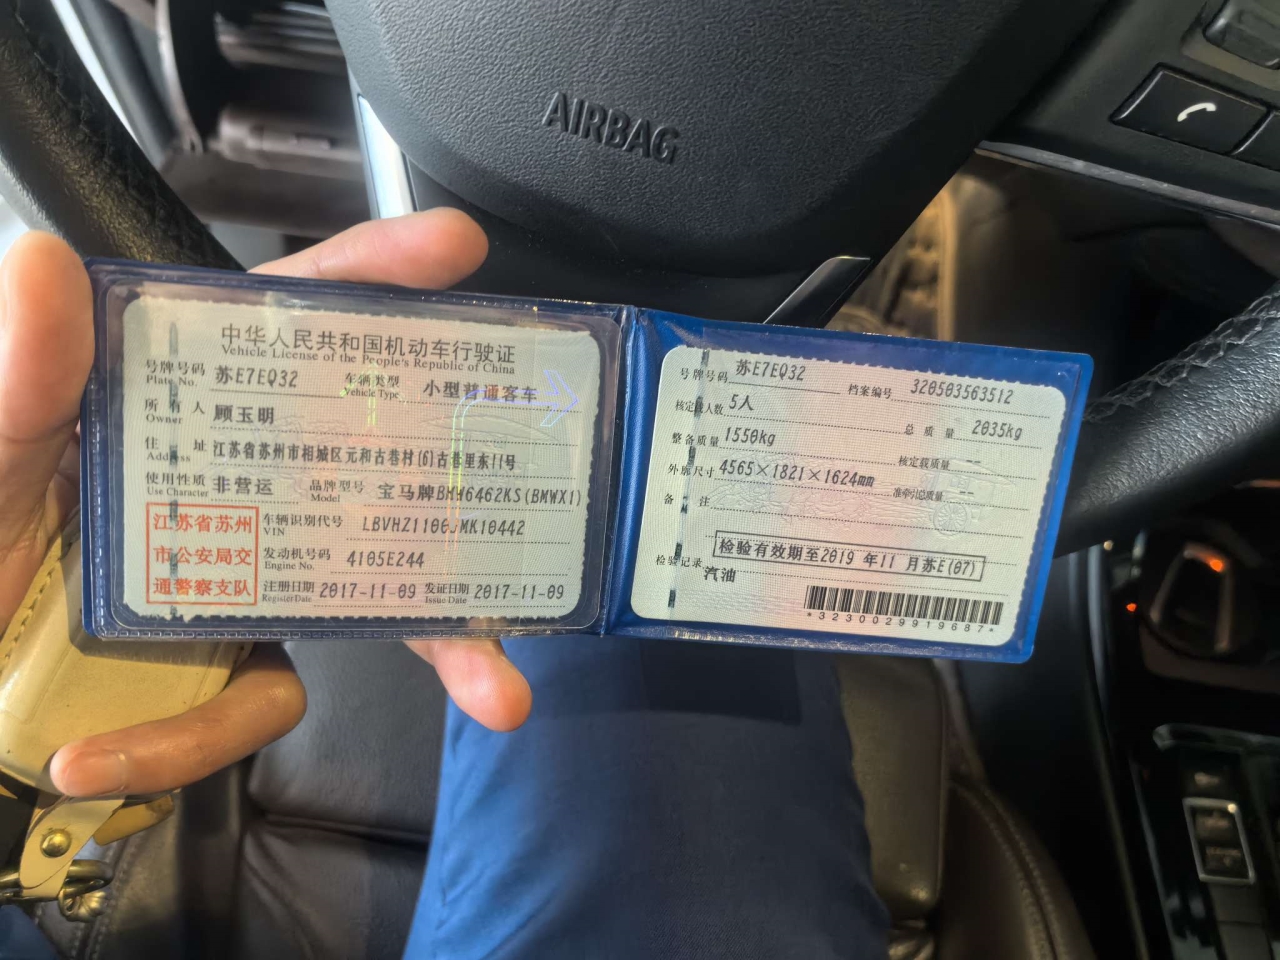 AIRBAG
中华人民共和国机动车行驶证
Vehicle License of the People's Republic of China
号牌号码 苏E7EQ32 车辆类型 小型普通客车
Plate No. Vehicle Type
所有人 顾玉明
Owner
住址 江苏省苏州市相城区元和古巷村(6)古巷里东11号
Address
使用性质 非营运 品牌型号 宝马牌BMW6462KS(BMWX1)
Use Character Model
江苏省苏州
市公安局交
通警察支队
车辆识别代号
VIN
发动机号码 4105E244
Engine No.
注册日期 2017-11-09 发证日期 2017-11-09
Register Date Issue Date
号牌号码 苏E7EQ32 档案编号 320503563512
核定载人数 5人 总质量 2035kg
整备质量 1550kg 核定载质量 --
外廓尺寸 4565×1821×1624mm 准牵引总质量 --
备注
检验有效期至2019 年11 月苏E(07)
检验记录 汽油
*3230029919687*